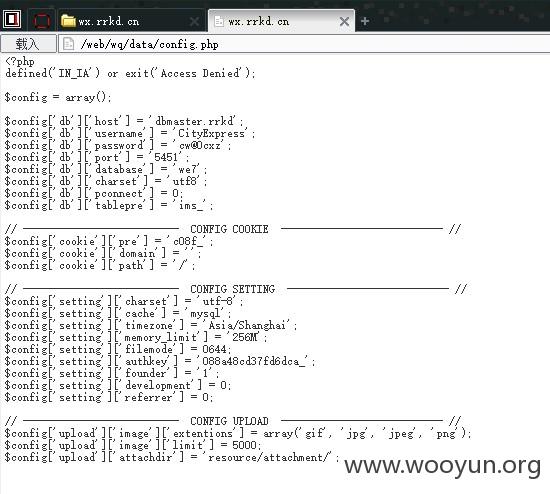 wx.rrkd.cn
wx.rrkd.cn
载入
/web/wq/data/config.php
<?php
defined('IN_IA') or exit('Access Denied');
$config = array();
$config['db']['host'] = 'dbmaster.rrkd';
$config['db']['username'] = 'CityExpress';
$config['db']['password'] = 'cw@0cxz';
$config['db']['port'] = '5451';
$config['db']['database'] = 'we7';
$config['db']['charset'] = 'utf8';
$config['db']['pconnect'] = 0;
$config['db']['tablepre'] = 'ims_';
// -------------------------- CONFIG COOKIE --------------------------- //
$config['cookie']['pre'] = 'c08f_';
$config['cookie']['domain'] = '';
$config['cookie']['path'] = '/';
// -------------------------- CONFIG SETTING --------------------------- //
$config['setting']['charset'] = 'utf-8';
$config['setting']['cache'] = 'mysql';
$config['setting']['timezone'] = 'Asia/Shanghai';
$config['setting']['memory_limit'] = '256M';
$config['setting']['filemode'] = 0644;
$config['setting']['authkey'] = '088a48cd37fd6dca_';
$config['setting']['founder'] = '1';
$config['setting']['development'] = 0;
$config['setting']['referrer'] = 0;
// -------------------------- CONFIG UPLOAD --------------------------- //
$config['upload']['image']['extentions'] = array('gif', 'jpg', 'jpeg', 'png');
$config['upload']['image']['limit'] = 5000;
$config['upload']['attachdir'] = 'resource/attachment/';
www.wooyun.org